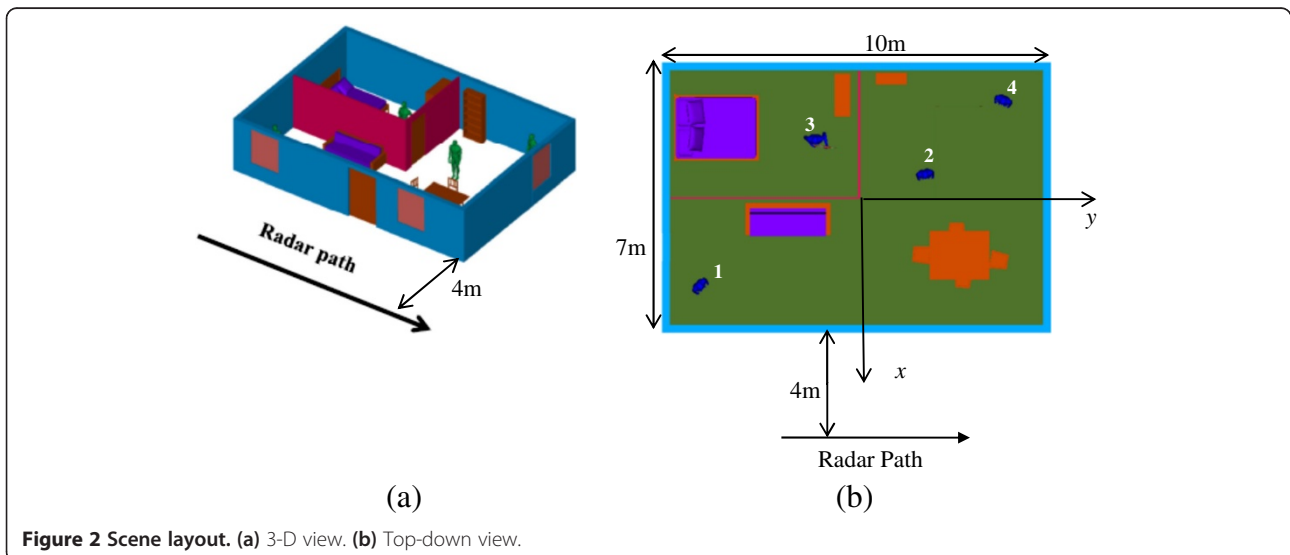 Radar path
4m
(a)
10m
7m
4
3
2
1
y
x
4m
Radar Path
(b)
Figure 2 Scene layout. (a) 3-D view. (b) Top-down view.